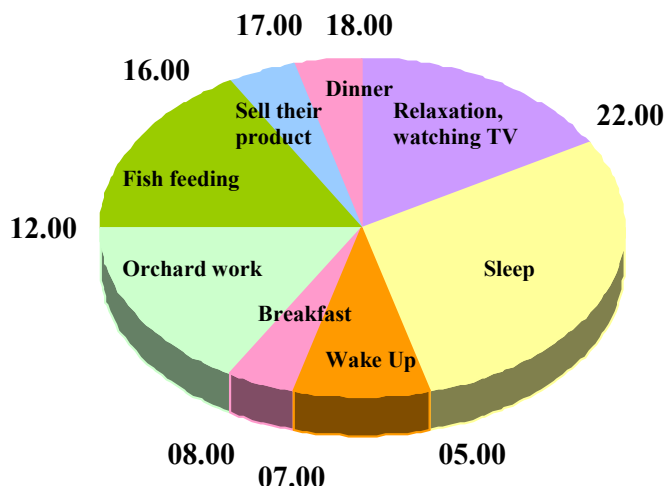 17.00 18.00
16.00
Dinner
Sell their
product
Relaxation,
watching TV
22.00
Fish feeding
12.00
Orchard work
Sleep
Breakfast
Wake Up
08.00
07.00
05.00